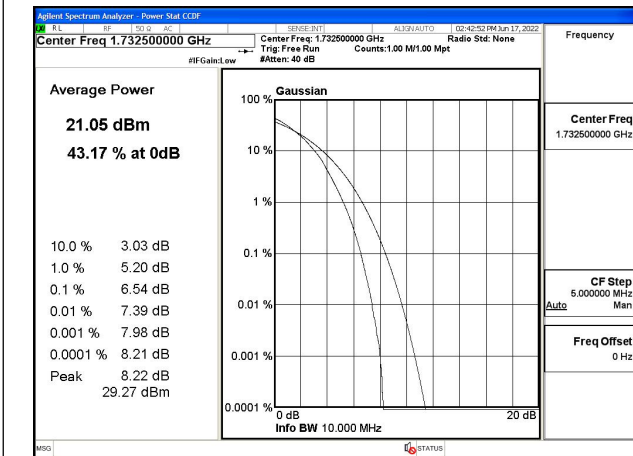 Agilent Spectrum Analyzer - Power Stat CCDF
RL RF 50 Ω AC SENSE:INT ALIGNAUTO 02:42:52 PM Jun 17, 2022
Center Freq 1.732500000 GHz
Center Freq: 1.732500000 GHz Radio Std: None
Trig: Free Run Counts:1.00 M/1.00 Mpt
#IFGain:Low #Atten: 40 dB
Frequency
Average Power
21.05 dBm
43.17 % at 0dB
10.0 % 3.03 dB
1.0 % 5.20 dB
0.1 % 6.54 dB
0.01 % 7.39 dB
0.001 % 7.98 dB
0.0001 % 8.21 dB
Peak 8.22 dB
29.27 dBm
Gaussian
100 %
10 %
1 %
0.1 %
0.01 %
0.001 %
0.0001 %
0 dB 20 dB
Info BW 10.000 MHz
Center Freq
1.732500000 GHz
CF Step
5.000000 MHz
Auto Man
Freq Offset
0 Hz
MSG STATUS